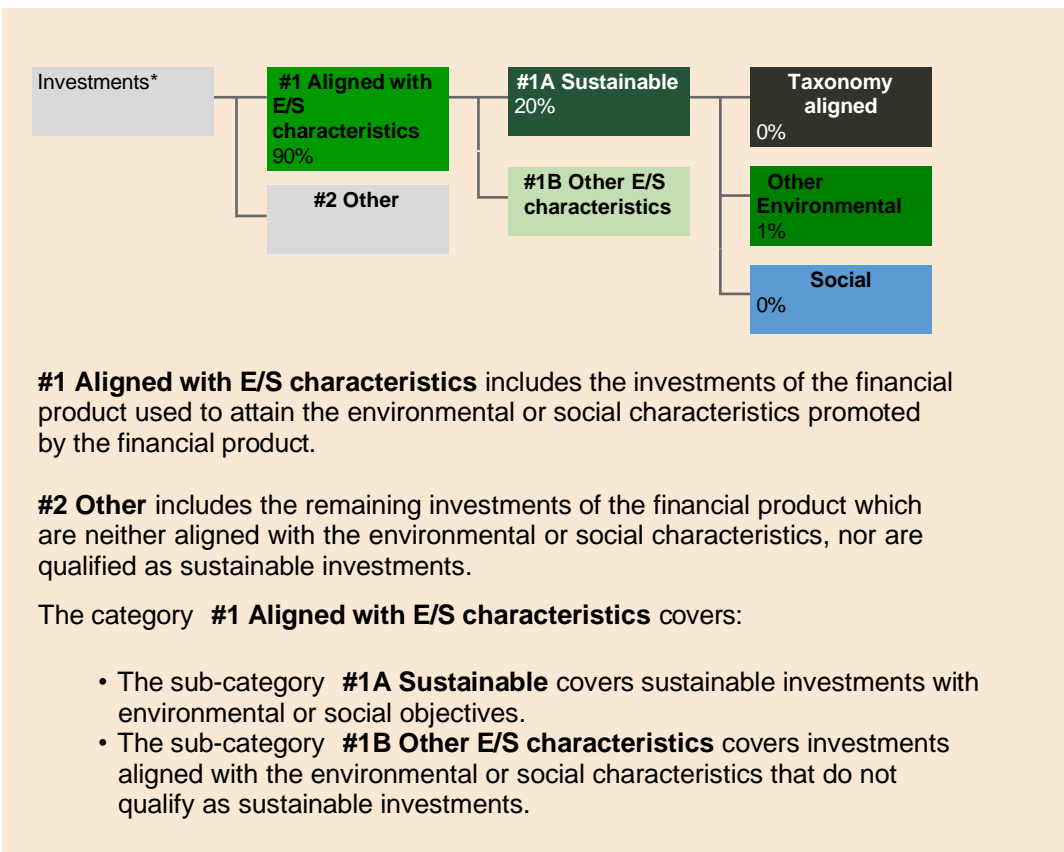 Investments*
#1 Aligned with
E/S
characteristics
90%
#2 Other
#1A Sustainable
20%
#1B Other E/S
characteristics
Taxonomy
aligned
0%
Other
Environmental
1%
Social
0%
#1 Aligned with E/S characteristics includes the investments of the financial
product used to attain the environmental or social characteristics promoted
by the financial product.
#2 Other includes the remaining investments of the financial product which
are neither aligned with the environmental or social characteristics, nor are
qualified as sustainable investments.
The category #1 Aligned with E/S characteristics covers:
• The sub-category #1A Sustainable covers sustainable investments with
environmental or social objectives.
• The sub-category #1B Other E/S characteristics covers investments
aligned with the environmental or social characteristics that do not
qualify as sustainable investments.